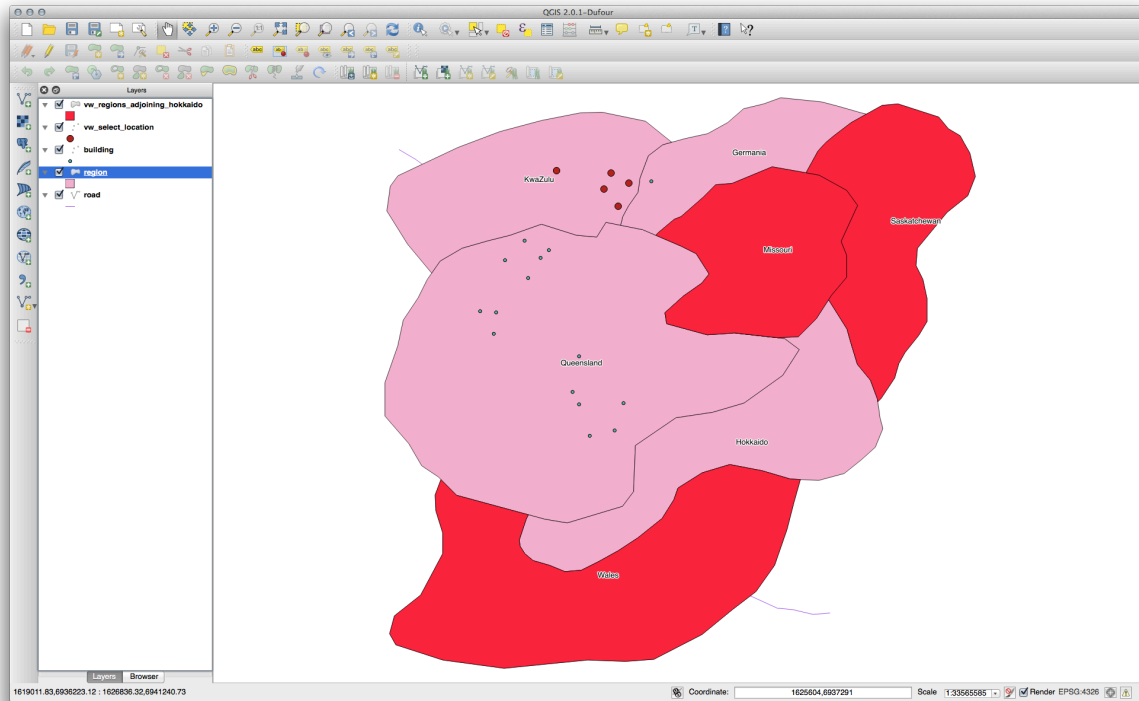 QGIS 2.0.1-Dufour
Layers
vw_regions_adjoining_hokkaido
vw_select_location
building
region
road
Germania
KwaZulu
Saskatchewan
Missouri
Queensland
Hokkaido
Wales
Layers Browser
1619011.83,6936223.12 : 1626836.32,6941240.73
Coordinate: 1625604,6937291 Scale 1:33565585 Render EPSG:4326